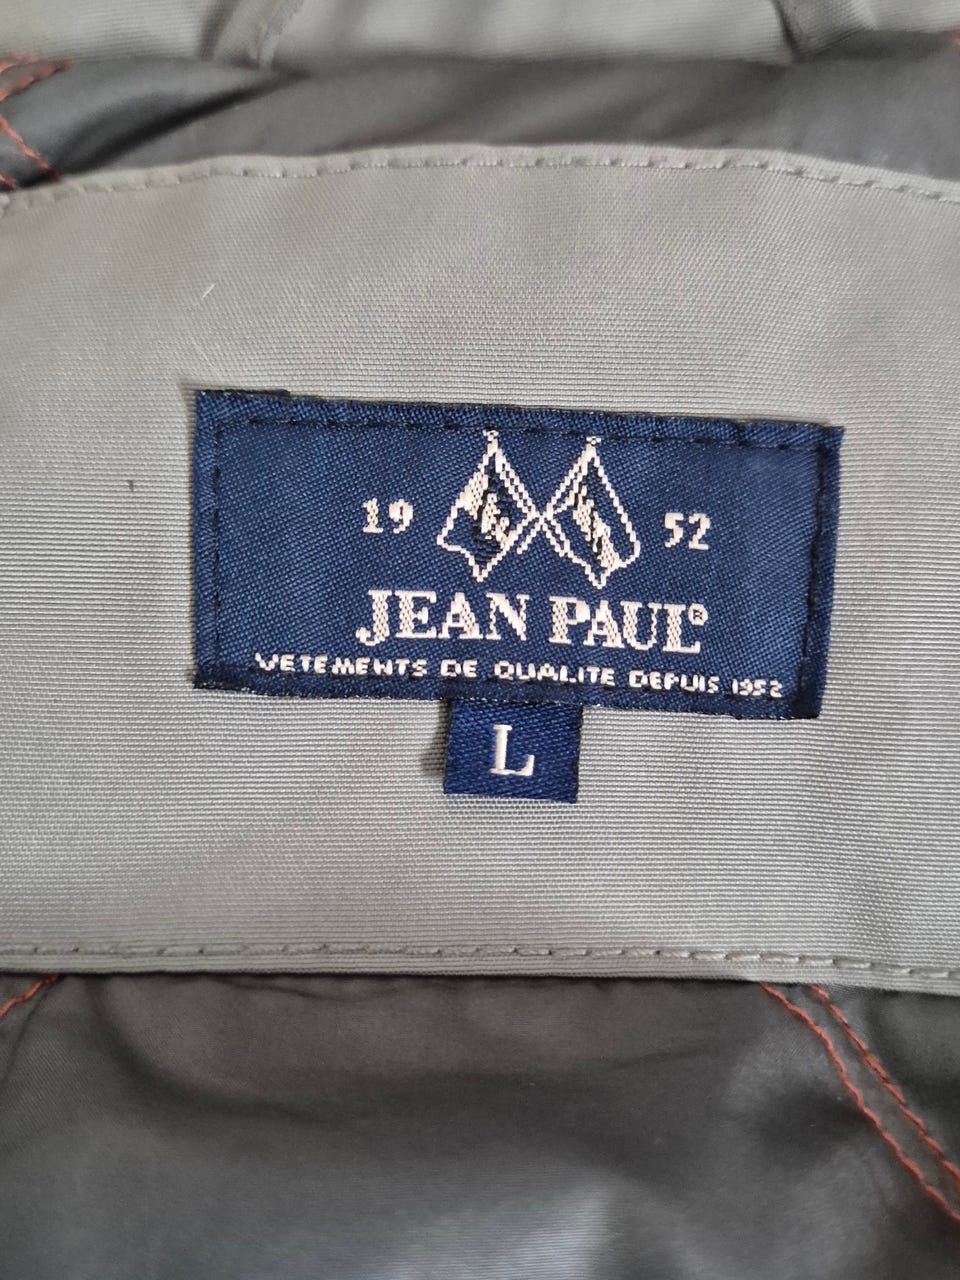 19 52
JEAN PAUL®
VETEMENTS DE QUALITE DEPUIS 1952
L